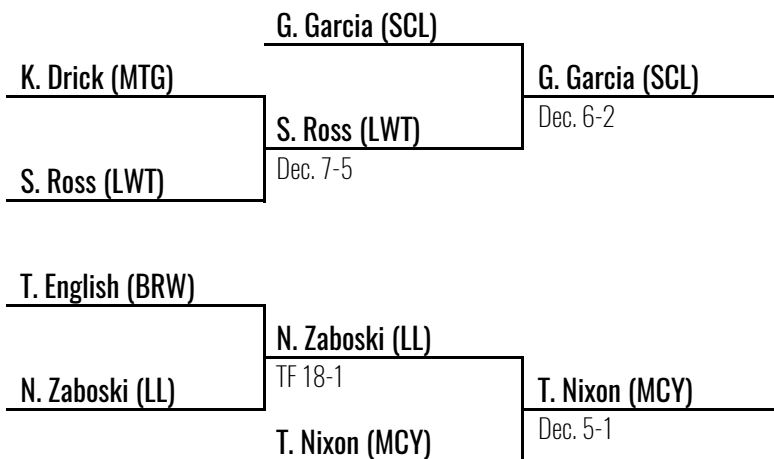 G. Garcia (SCL)
K. Drick (MTG)
G. Garcia (SCL)
Dec. 6-2
S. Ross (LWT)
Dec. 7-5
S. Ross (LWT)
T. English (BRW)
N. Zaboski (LL)
TF 18-1
N. Zaboski (LL)
T. Nixon (MCY)
Dec. 5-1
T. Nixon (MCY)